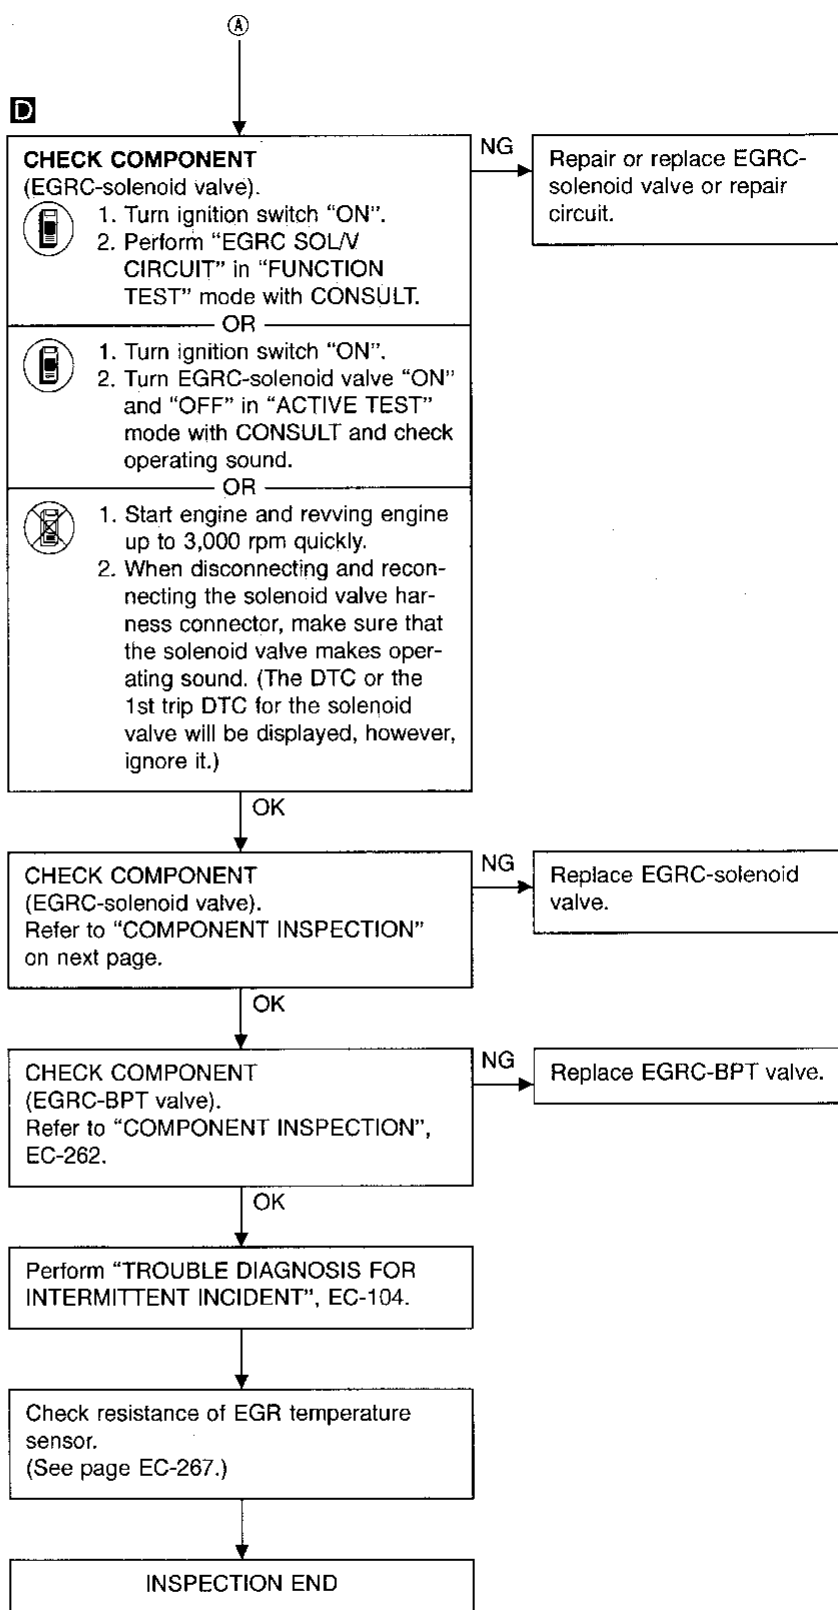 Ⓐ
D
CHECK COMPONENT
(EGRC-solenoid valve).
1. Turn ignition switch “ON”.
2. Perform “EGRC SOL/V
CIRCUIT” in “FUNCTION
TEST” mode with CONSULT.
OR
1. Turn ignition switch “ON”.
2. Turn EGRC-solenoid valve “ON”
and “OFF” in “ACTIVE TEST”
mode with CONSULT and check
operating sound.
OR
1. Start engine and revving engine
up to 3,000 rpm quickly.
2. When disconnecting and recon-
necting the solenoid valve har-
ness connector, make sure that
the solenoid valve makes oper-
ating sound. (The DTC or the
1st trip DTC for the solenoid
valve will be displayed, however,
ignore it.)
NG
Repair or replace EGRC-
solenoid valve or repair
circuit.
OK
CHECK COMPONENT
(EGRC-solenoid valve).
Refer to “COMPONENT INSPECTION”
on next page.
NG
Replace EGRC-solenoid
valve.
OK
CHECK COMPONENT
(EGRC-BPT valve).
Refer to “COMPONENT INSPECTION”,
EC-262.
NG
Replace EGRC-BPT valve.
OK
Perform “TROUBLE DIAGNOSIS FOR
INTERMITTENT INCIDENT”, EC-104.
Check resistance of EGR temperature
sensor.
(See page EC-267.)
INSPECTION END